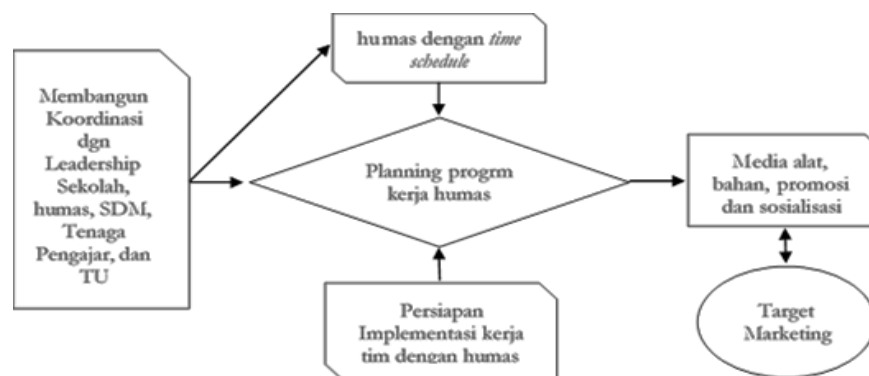 Membangun
Koordinasi
dgn
Leadership
Sekolah,
humas, SDM,
Tenaga
Pengajar, dan
TU
humas dengan time
schedule
Planning progrm
kerja humas
Persiapan
Implementasi kerja
tim dengan humas
Media alat,
bahan, promosi
dan sosialisasi
Target
Marketing